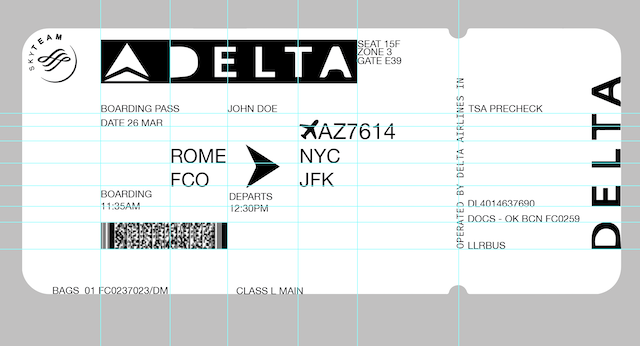 SKYTEAM
DELTA
SEAT 15F
ZONE 3
GATE E39
BOARDING PASS
JOHN DOE
DATE 26 MAR
AZ7614
ROME
NYC
FCO
JFK
BOARDING
DEPARTS
11:35AM
12:30PM
BAGS 01 FC0237023/DM
CLASS L MAIN
OPERATED BY DELTA AIRLINES IN
TSA PRECHECK
DL4014637690
DOCS - OK BCN FC0259
LLRBUS
DELTA